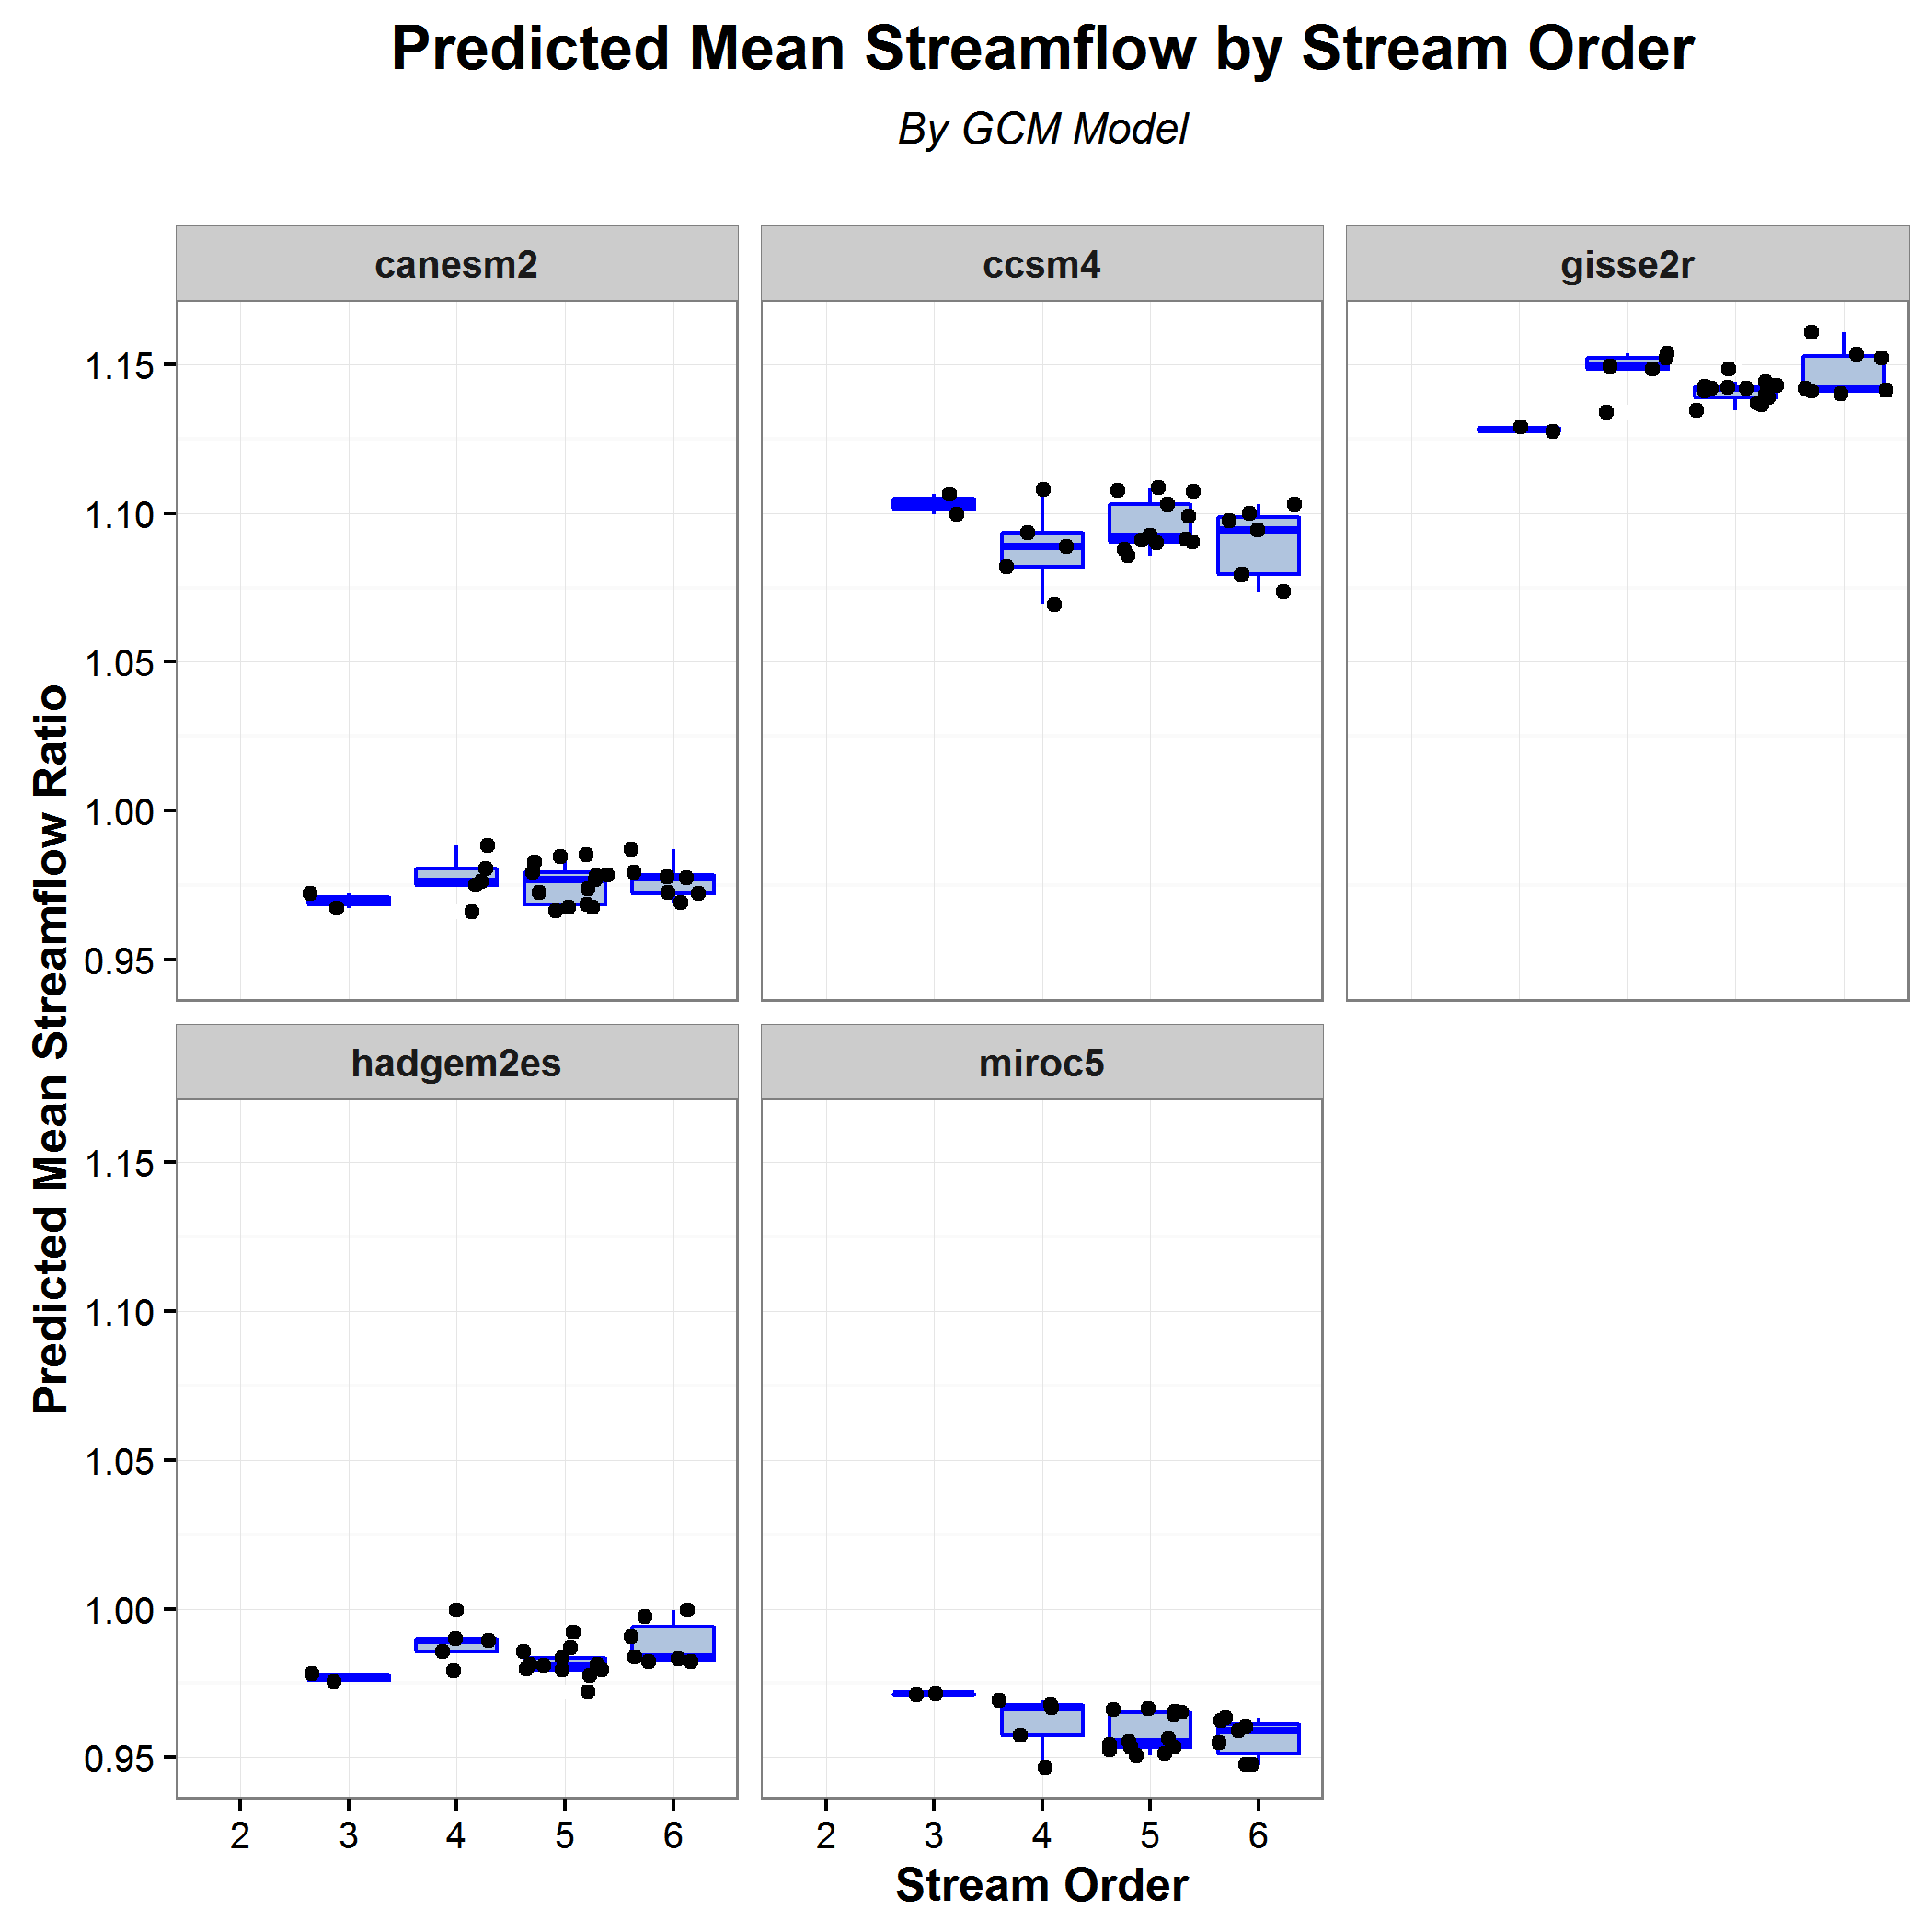 Predicted Mean Streamflow by Stream Order
By GCM Model
canesm2
ccsm4
gisse2r
1.15
1.10
1.05
1.00
0.95
hadgem2es
miroc5
1.15
1.10
1.05
1.00
0.95
Predicted Mean Streamflow Ratio
2 3 4 5 6
2 3 4 5 6
Stream Order